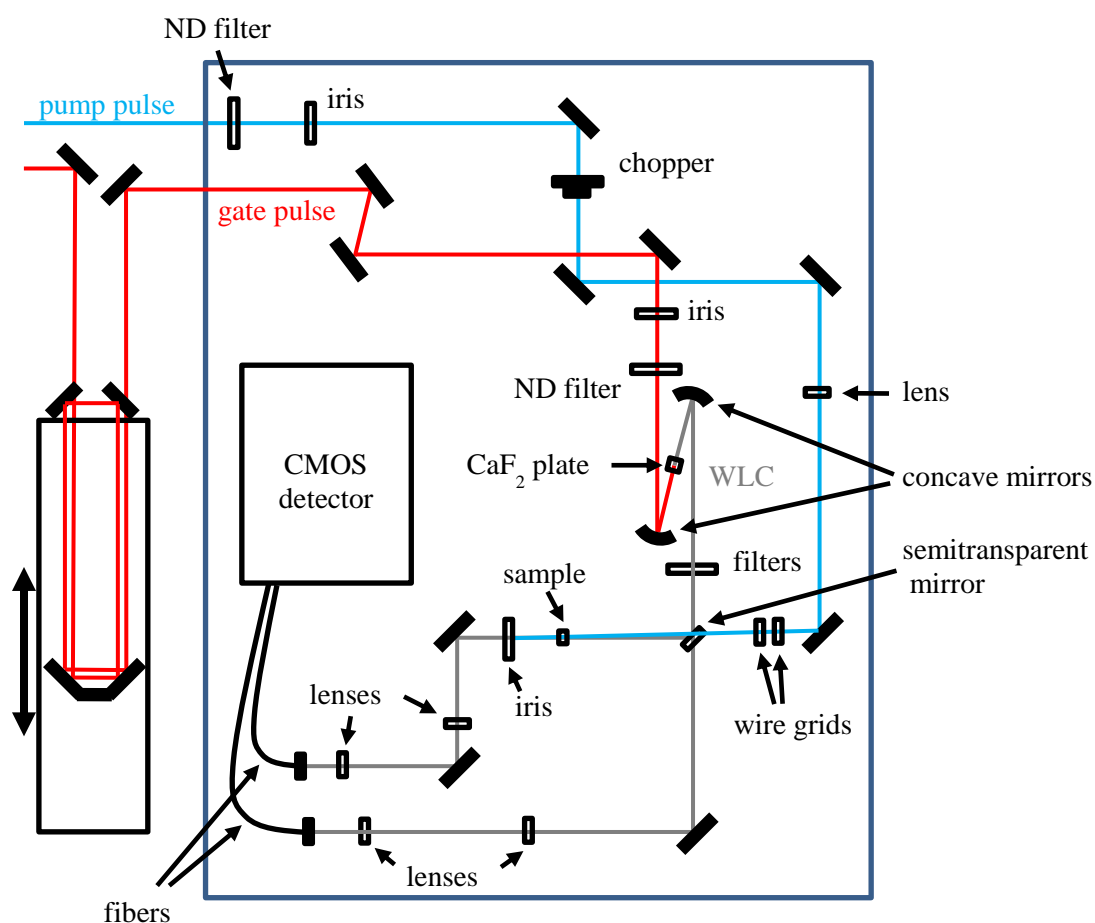 ND filter
pump pulse
iris
chopper
gate pulse
iris
ND filter
lens
CMOS
detector
CaF2 plate
WLC
concave mirrors
semitransparent
mirror
filters
sample
lenses
iris
wire grids
lenses
fibers